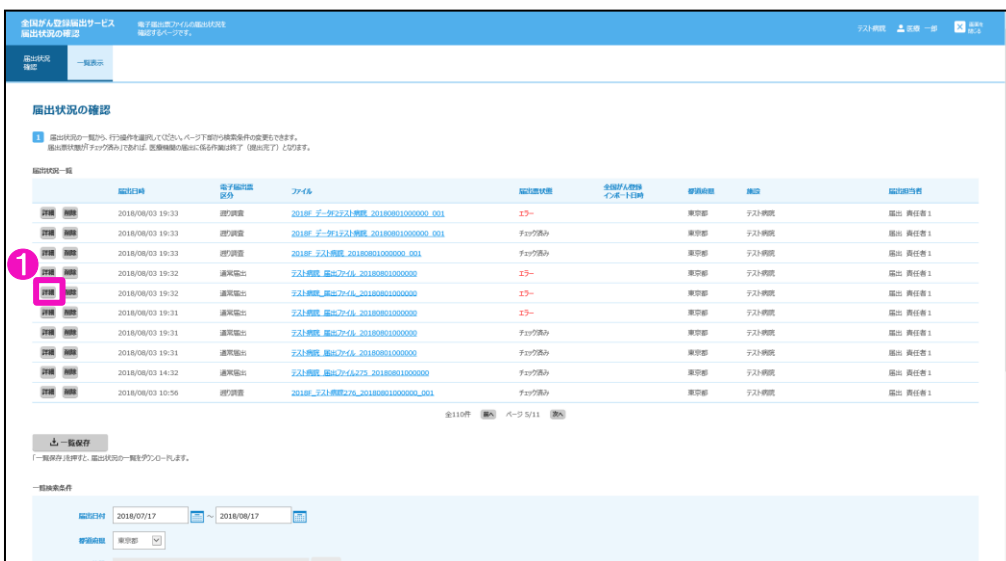 全国がん登録届出サービス
届出状況の確認
電子届出票ファイルの届出状況を
確認するページです。
テスト病院 医療 一郎
画面を
閉じる
届出状況
確認
一覧表示
届出状況の確認
1 届出状況の一覧から、行う操作を選択してください。ページ下部から検索条件の変更もできます。
届出票状態が「チェック済み」であれば、医療機関の届出に係る作業は終了(提出完了)となります。
届出状況一覧
届出日時 電子届出票区分 ファイル 届出票状態 全国がん登録インポート日時 都道府県 施設 届出担当者
詳細 削除 2018/08/03 19:33 遡り調査 2018F_データ2テスト病院_20180801000000_001 エラー 東京都 テスト病院 届出 責任者1
詳細 削除 2018/08/03 19:33 遡り調査 2018F_データ1テスト病院_20180801000000_001 チェック済み 東京都 テスト病院 届出 責任者1
詳細 削除 2018/08/03 19:33 遡り調査 2018F_テスト病院_20180801000000_001 チェック済み 東京都 テスト病院 届出 責任者1
1
詳細 削除 2018/08/03 19:32 通常届出 テスト病院_届出ファイル_20180801000000 エラー 東京都 テスト病院 届出 責任者1
詳細 削除 2018/08/03 19:32 通常届出 テスト病院_届出ファイル_20180801000000 エラー 東京都 テスト病院 届出 責任者1
詳細 削除 2018/08/03 19:31 通常届出 テスト病院_届出ファイル_20180801000000 エラー 東京都 テスト病院 届出 責任者1
詳細 削除 2018/08/03 19:31 通常届出 テスト病院_届出ファイル_20180801000000 チェック済み 東京都 テスト病院 届出 責任者1
詳細 削除 2018/08/03 19:31 通常届出 テスト病院_届出ファイル_20180801000000 チェック済み 東京都 テスト病院 届出 責任者1
詳細 削除 2018/08/03 14:32 通常届出 テスト病院_届出ファイル275_20180801000000 チェック済み 東京都 テスト病院 届出 責任者1
詳細 削除 2018/08/03 10:56 遡り調査 2018F_テスト病院276_20180801000000_001 チェック済み 東京都 テスト病院 届出 責任者1
全110件 前へ ページ 5/11 次へ
一覧保存
「一覧保存」を押すと、届出状況の一覧をダウンロードします。
一覧検索条件
届出日付 2018/07/17 ~ 2018/08/17
都道府県 東京都